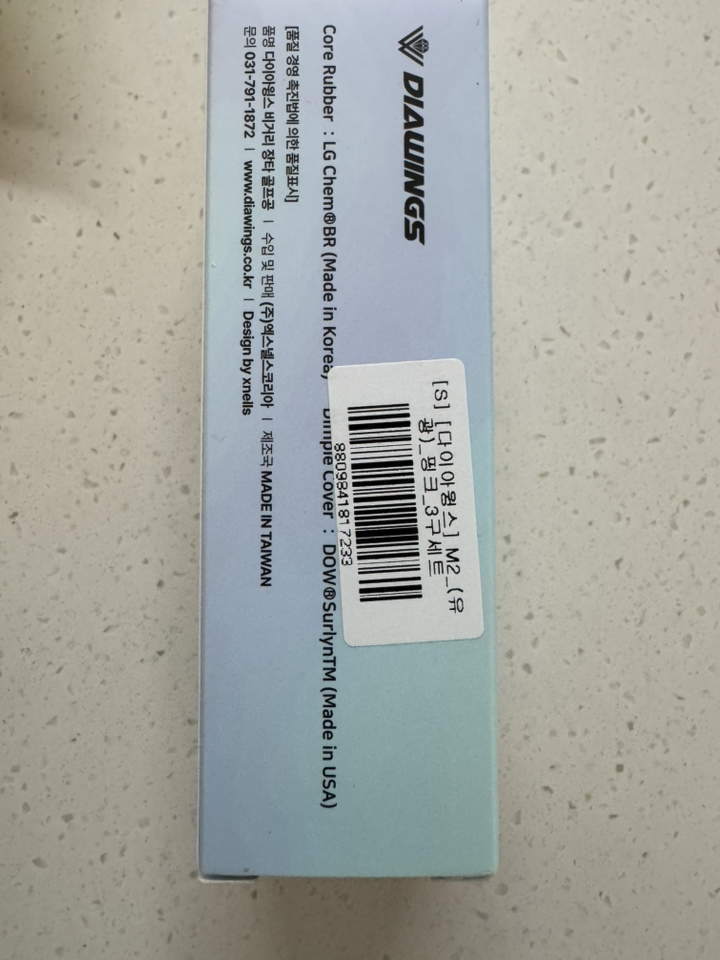 DIAWINGS
[S] [다이아윙스] M2_(유
광)_핑크_3구세트
8809841817233
Core Rubber : LG Chem®BR (Made in Korea) Dimple Cover : DOW®SurlynTM (Made in USA)
[품질 경영 촉진법에 의한 품질표시]
품명 다이아윙스 비거리 장타 골프공 | 수입 및 판매 (주)엑스넬스코리아 | 제조국 MADE IN TAIWAN
문의 031-791-1872 | www.diawings.co.kr | Design by xnells